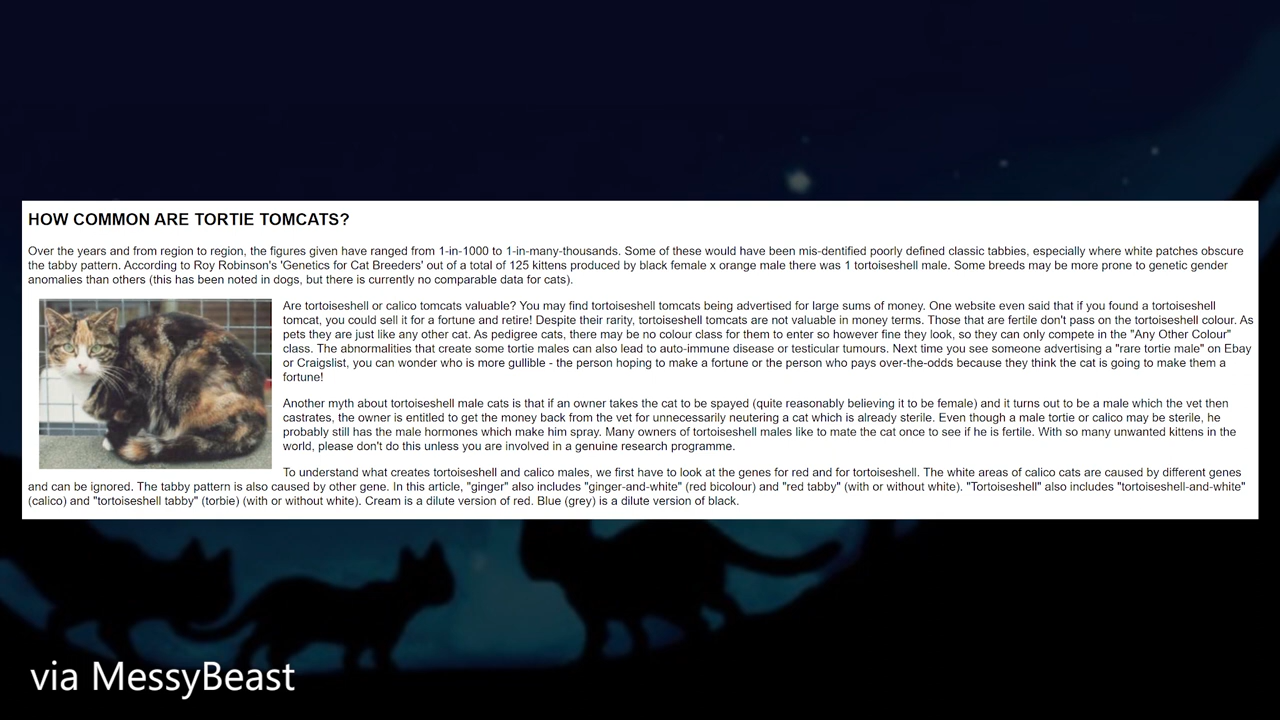 HOW COMMON ARE TORTIE TOMCATS?
Over the years and from region to region, the figures given have ranged from 1-in-1000 to 1-in-many-thousands. Some of these would have been mis-dentified poorly defined classic tabbies, especially where white patches obscure
the tabby pattern. According to Roy Robinson's 'Genetics for Cat Breeders' out of a total of 125 kittens produced by black female x orange male there was 1 tortoiseshell male. Some breeds may be more prone to genetic gender
anomalies than others (this has been noted in dogs, but there is currently no comparable data for cats).
Are tortoiseshell or calico tomcats valuable? You may find tortoiseshell tomcats being advertised for large sums of money. One website even said that if you found a tortoiseshell
tomcat, you could sell it for a fortune and retire! Despite their rarity, tortoiseshell tomcats are not valuable in money terms. Those that are fertile don't pass on the tortoiseshell colour. As
pets they are just like any other cat. As pedigree cats, there may be no colour class for them to enter so however fine they look, so they can only compete in the "Any Other Colour"
class. The abnormalities that create some tortie males can also lead to auto-immune disease or testicular tumours. Next time you see someone advertising a "rare tortie male" on Ebay
or Craigslist, you can wonder who is more gullible - the person hoping to make a fortune or the person who pays over-the-odds because they think the cat is going to make them a
fortune!
Another myth about tortoiseshell male cats is that if an owner takes the cat to be spayed (quite reasonably believing it to be female) and it turns out to be a male which the vet then
castrates, the owner is entitled to get the money back from the vet for unnecessarily neutering a cat which is already sterile. Even though a male tortie or calico may be sterile, he
probably still has the male hormones which make him spray. Many owners of tortoiseshell males like to mate the cat once to see if he is fertile. With so many unwanted kittens in the
world, please don't do this unless you are involved in a genuine research programme.
To understand what creates tortoiseshell and calico males, we first have to look at the genes for red and for tortoiseshell. The white areas of calico cats are caused by different genes
and can be ignored. The tabby pattern is also caused by other gene. In this article, "ginger" also includes "ginger-and-white" (red bicolour) and "red tabby" (with or without white). "Tortoiseshell" also includes "tortoiseshell-and-white"
(calico) and "tortoiseshell tabby" (torbie) (with or without white). Cream is a dilute version of red. Blue (grey) is a dilute version of black.
via MessyBeast